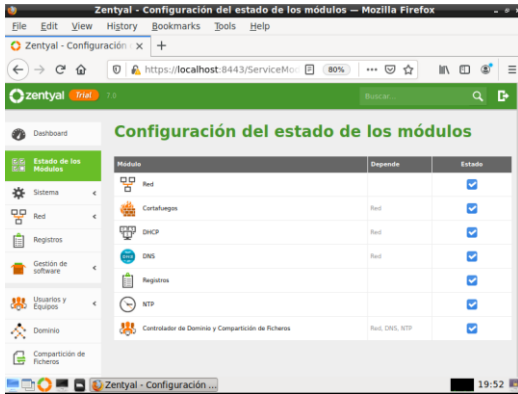 Zentyal - Configuración del estado de los módulos — Mozilla Firefox
File Edit View History Bookmarks Tools Help
Zentyal - Configuración
https://localhost:8443/ServiceMod 80%
zentyal Trial 7.0 Buscar...
Dashboard
Estado de los Módulos
Sistema
Red
Registros
Gestión de software
Usuarios y Equipos
Dominio
Compartición de Ficheros
Configuración del estado de los módulos
Módulo Depende Estado
Red
Cortafuegos Red
DHCP Red
DNS Red
Registros
NTP
Controlador de Dominio y Compartición de Ficheros Red, DNS, NTP
Zentyal - Configuración ... 19:52